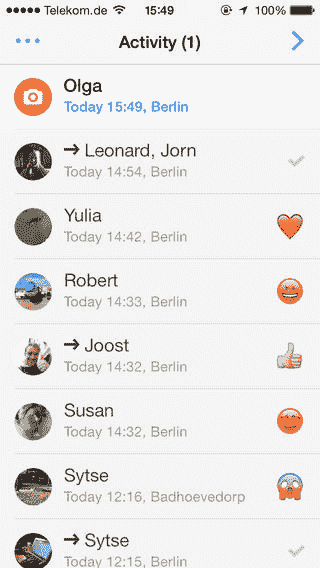 Telekom.de 15:49 100%
Activity (1)
Olga
Today 15:49, Berlin
→ Leonard, Jorn
Today 14:54, Berlin
Yulia
Today 14:42, Berlin
Robert
Today 14:33, Berlin
→ Joost
Today 14:32, Berlin
Susan
Today 14:32, Berlin
Sytse
Today 12:16, Badhoevedorp
→ Sytse
Today 12:15, Berlin